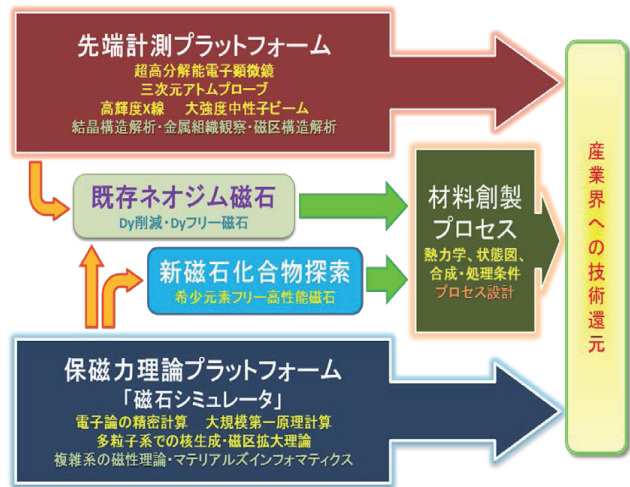 先端計測プラットフォーム
超高分解能電子顕微鏡
三次元アトムプローブ
高輝度X線　大強度中性子ビーム
結晶構造解析・金属組織観察・磁区構造解析
既存ネオジム磁石
Dy削減・Dyフリー磁石
新磁石化合物探索
希少元素フリー高性能磁石
材料創製
プロセス
熱力学、状態図、
合成・処理条件
プロセス設計
保磁力理論プラットフォーム
「磁石シミュレータ」
電子論の精密計算　大規模第一原理計算
多粒子系での核生成・磁区拡大理論
複雑系の磁性理論・マテリアルズインフォマティクス
産業界への技術還元